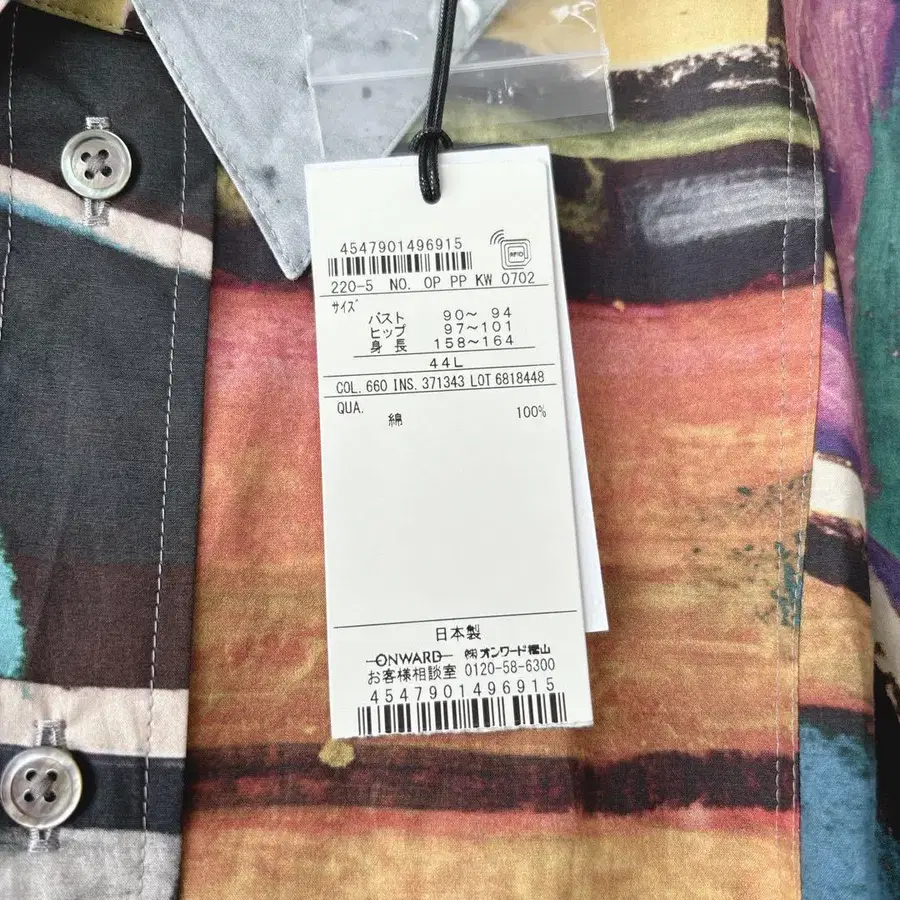 4547901496915
RFID
220-5 NO. OP PP KW 0702
サイズ
バスト 90～ 94
ヒップ 97～101
身 長 158～164
44L
COL. 660 INS. 371343 LOT 6818448
QUA.
綿 100%
日本製
ONWARD ㈱オンワード樫山
お客様相談室 0120-58-6300
4547901496915